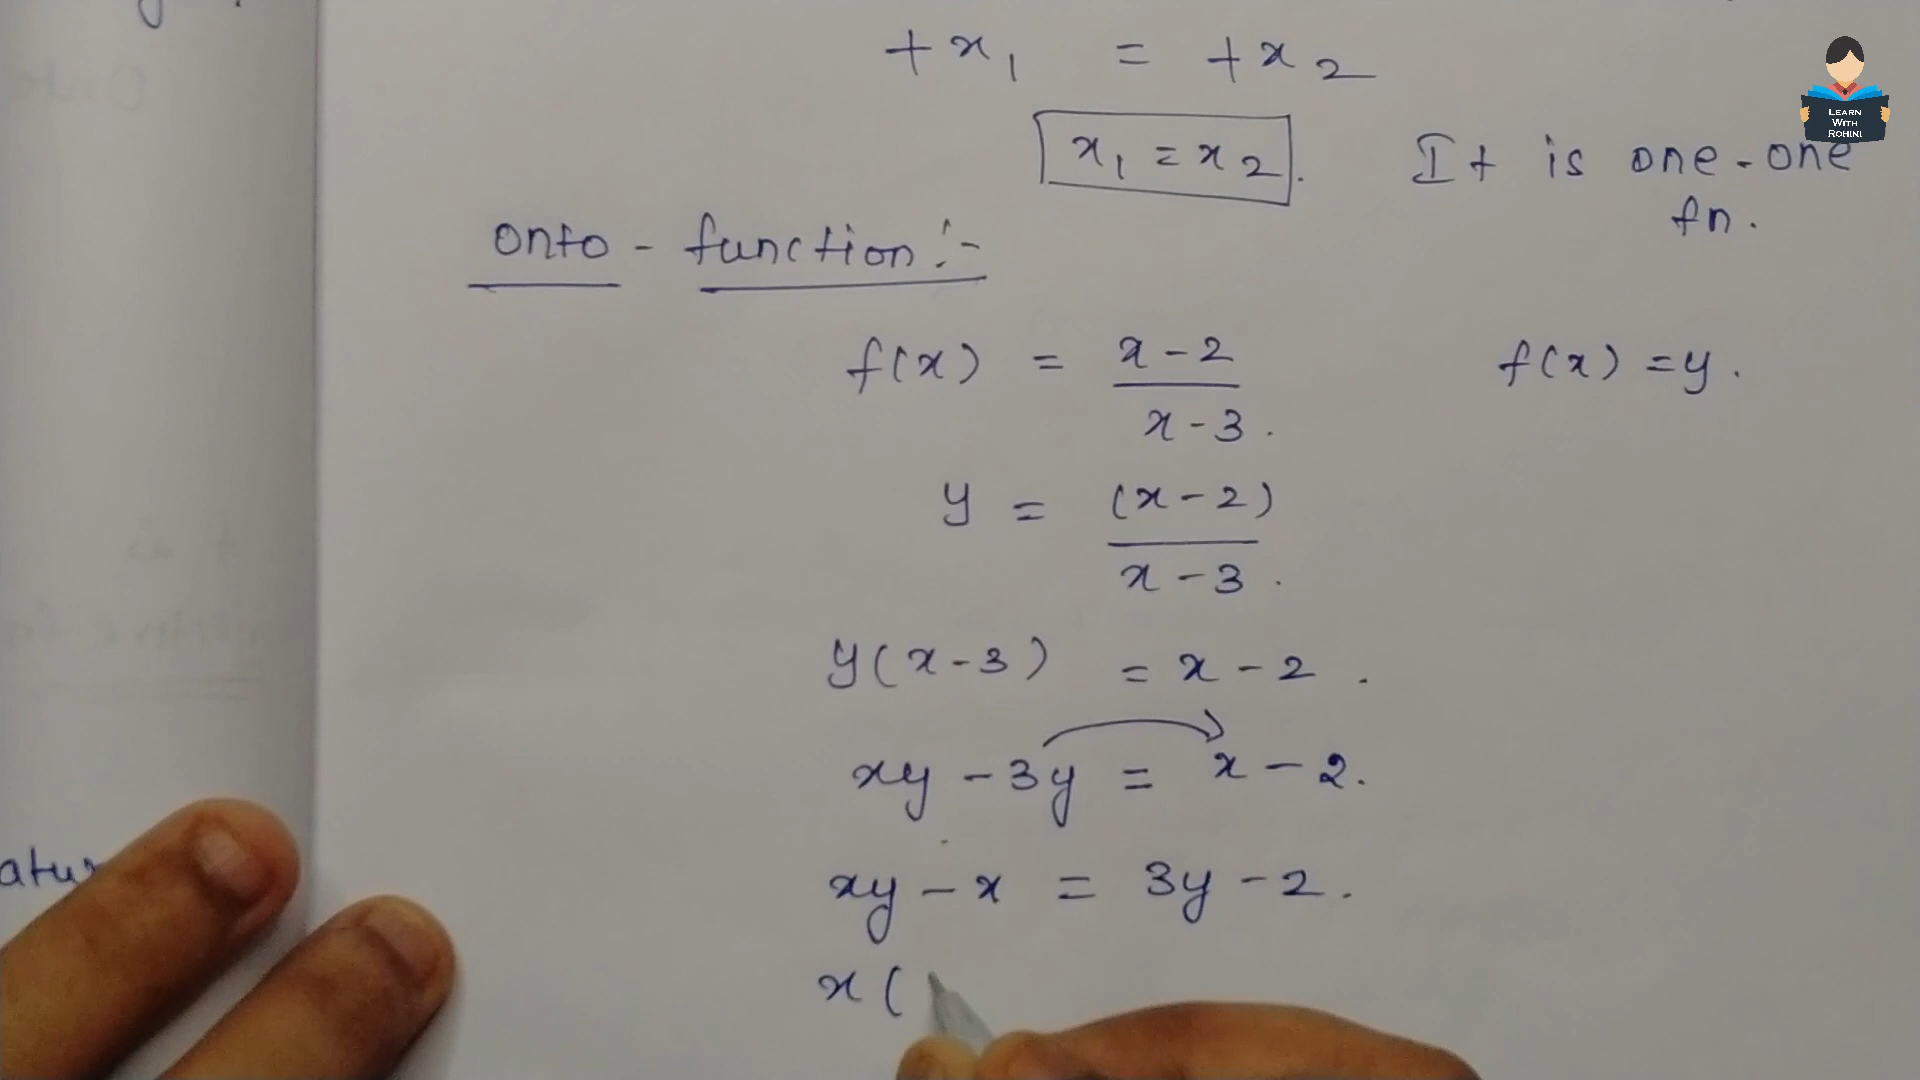 +x₁ = +x₂
x₁ = x₂. It is one-one
fn.
LEARN
WITH
ROHINI
Onto - function :-
f(x) = x-2
x-3.
f(x) = y.
y = (x-2)
x-3.
y(x-3) = x-2.
xy - 3y = x - 2.
xy - x = 3y - 2.
x (